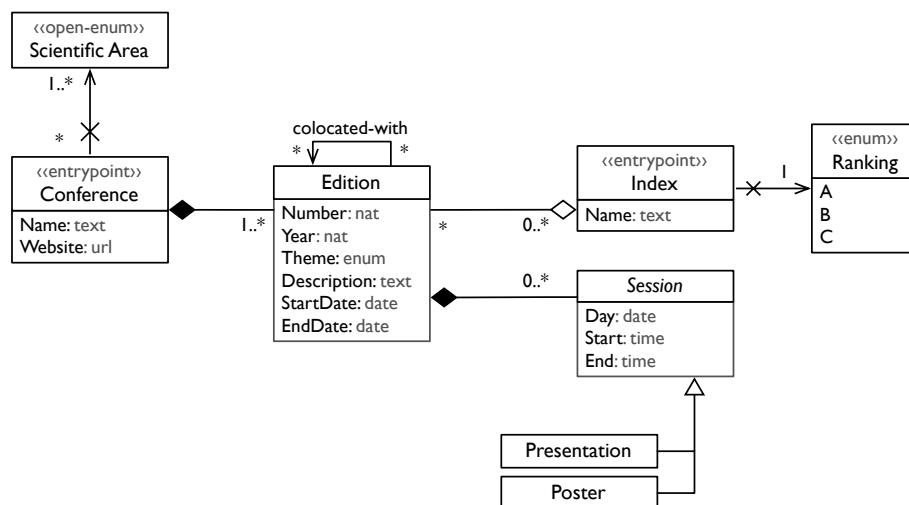 ‹‹open-enum››
Scientific Area
1..*
*
‹‹entrypoint››
Conference
Name: text
Website: url
colocated-with
*
*
Edition
Number: nat
Year: nat
Theme: enum
Description: text
StartDate: date
EndDate: date
1..*
*
0..*
‹‹entrypoint››
Index
Name: text
1
‹‹enum››
Ranking
A
B
C
0..*
Session
Day: date
Start: time
End: time
Presentation
Poster